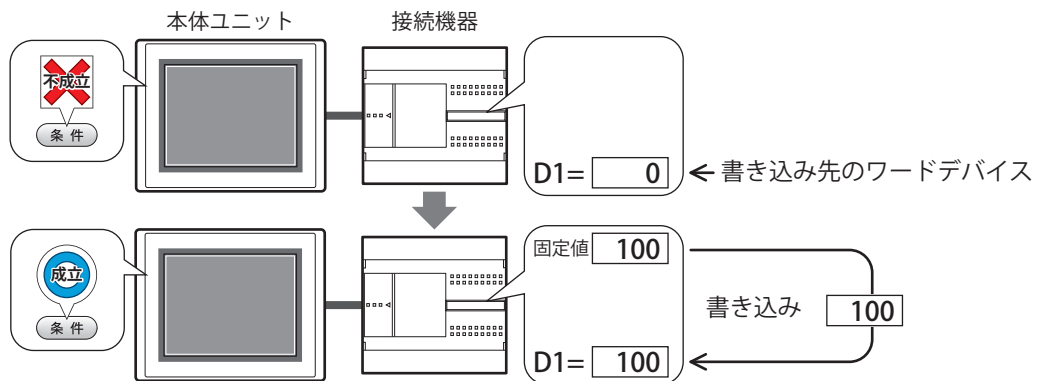 本体ユニット
接続機器
不成立
条件
D1= 0
書き込み先のワードデバイス
成立
条件
固定値 100
書き込み 100
D1= 100